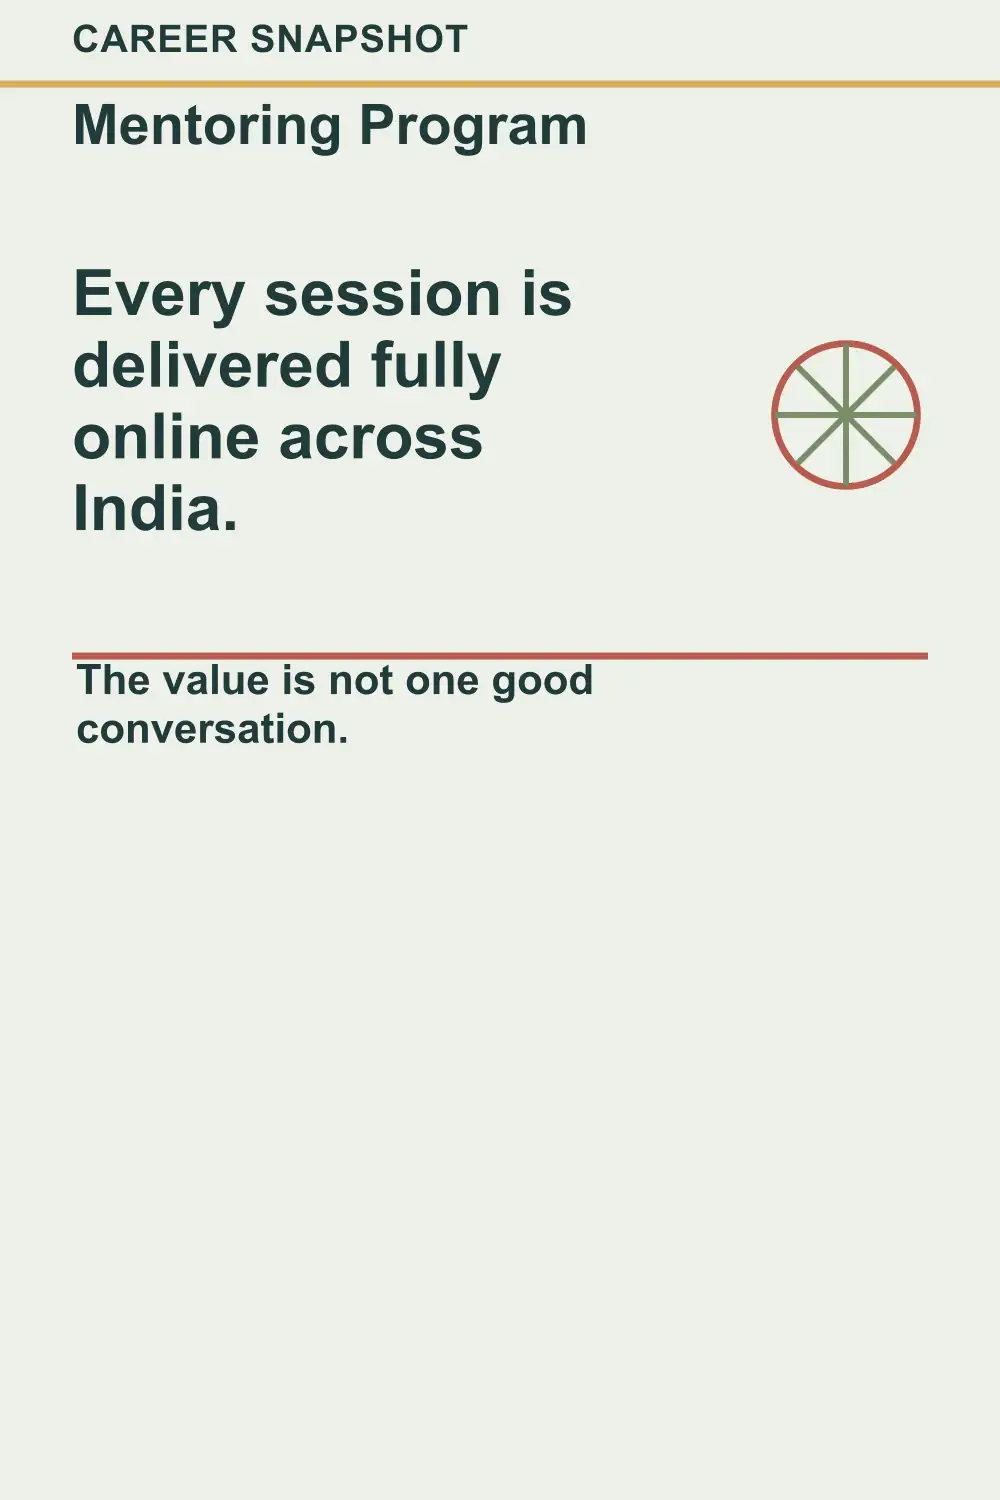 CAREER SNAPSHOT
Mentoring Program
Every session is
delivered fully
online across
India.
The value is not one good
conversation.